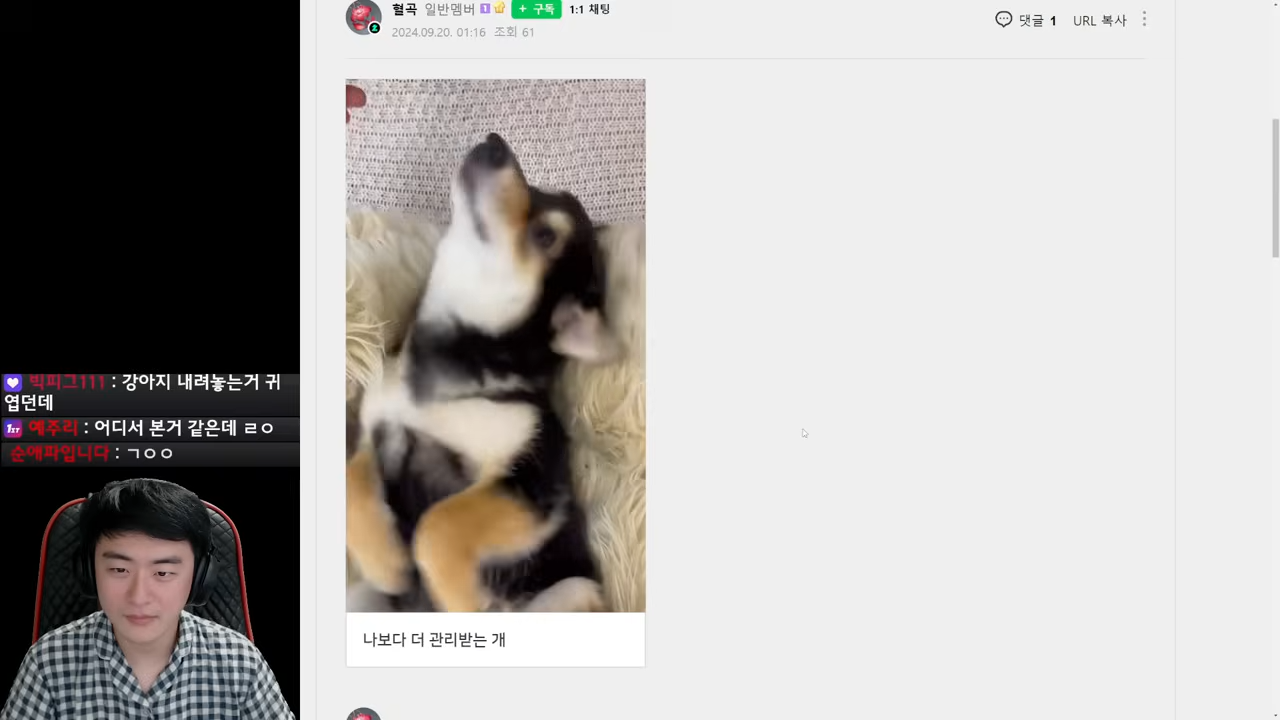 혈곡 일반멤버 1 + 구독 1:1 채팅
2024.09.20. 01:16 조회 61
댓글 1 URL 복사
나보다 더 관리받는 개
빅피그111 : 강아지 내려놓는거 귀
엽던데
1ST 예주리 : 어디서 본거 같은데 ㄹㅇ
순애파입니다 : ㄱㅇㅇ